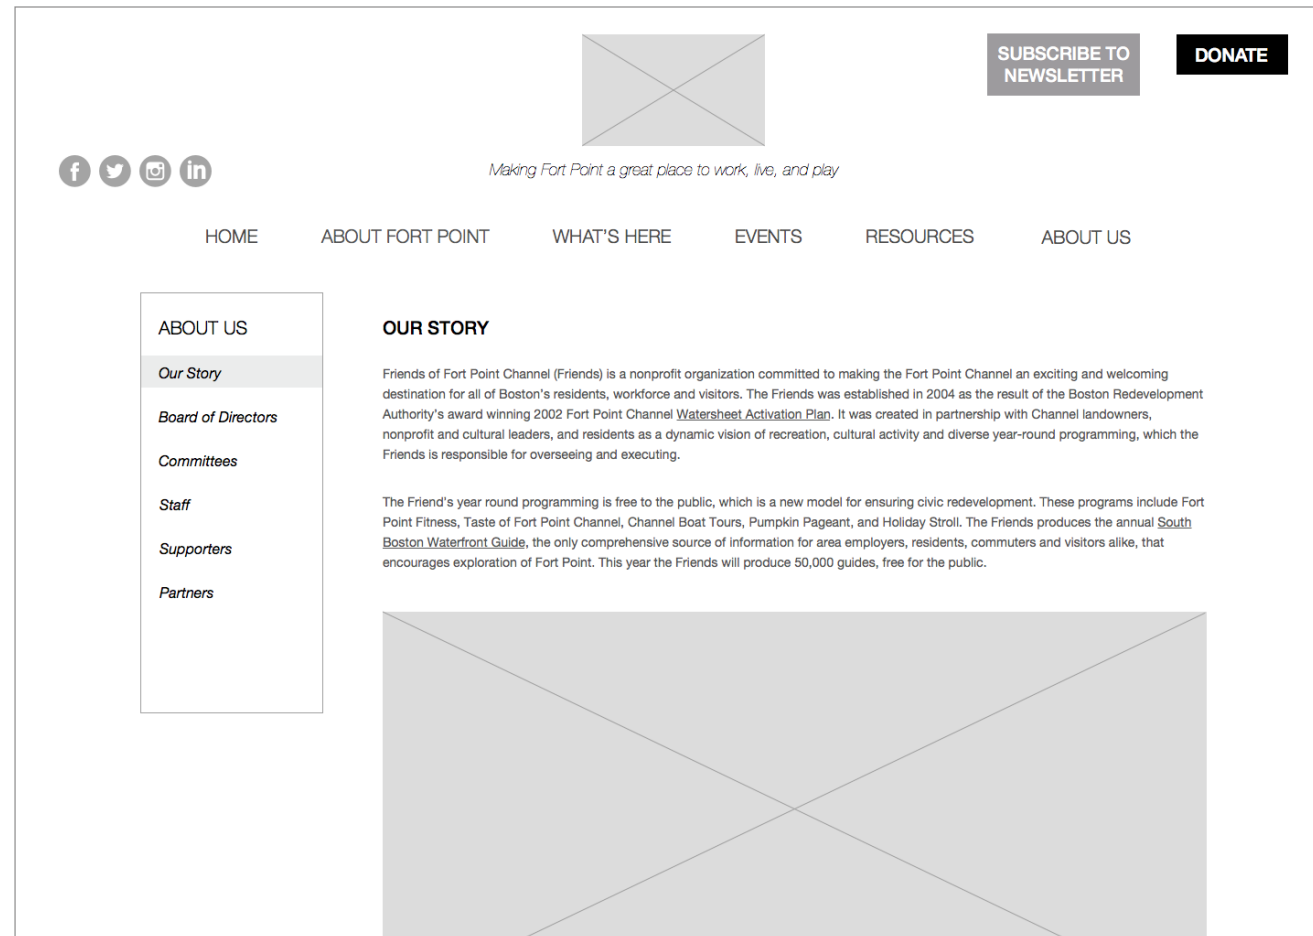 SUBSCRIBE TO
NEWSLETTER
DONATE
Making Fort Point a great place to work, live, and play
HOME ABOUT FORT POINT WHAT'S HERE EVENTS RESOURCES ABOUT US
ABOUT US
Our Story
Board of Directors
Committees
Staff
Supporters
Partners
OUR STORY
Friends of Fort Point Channel (Friends) is a nonprofit organization committed to making the Fort Point Channel an exciting and welcoming
destination for all of Boston's residents, workforce and visitors. The Friends was established in 2004 as the result of the Boston Redevelopment
Authority's award winning 2002 Fort Point Channel Watersheet Activation Plan. It was created in partnership with Channel landowners,
nonprofit and cultural leaders, and residents as a dynamic vision of recreation, cultural activity and diverse year-round programming, which the
Friends is responsible for overseeing and executing.
The Friend's year round programming is free to the public, which is a new model for ensuring civic redevelopment. These programs include Fort
Point Fitness, Taste of Fort Point Channel, Channel Boat Tours, Pumpkin Pageant, and Holiday Stroll. The Friends produces the annual South
Boston Waterfront Guide, the only comprehensive source of information for area employers, residents, commuters and visitors alike, that
encourages exploration of Fort Point. This year the Friends will produce 50,000 guides, free for the public.